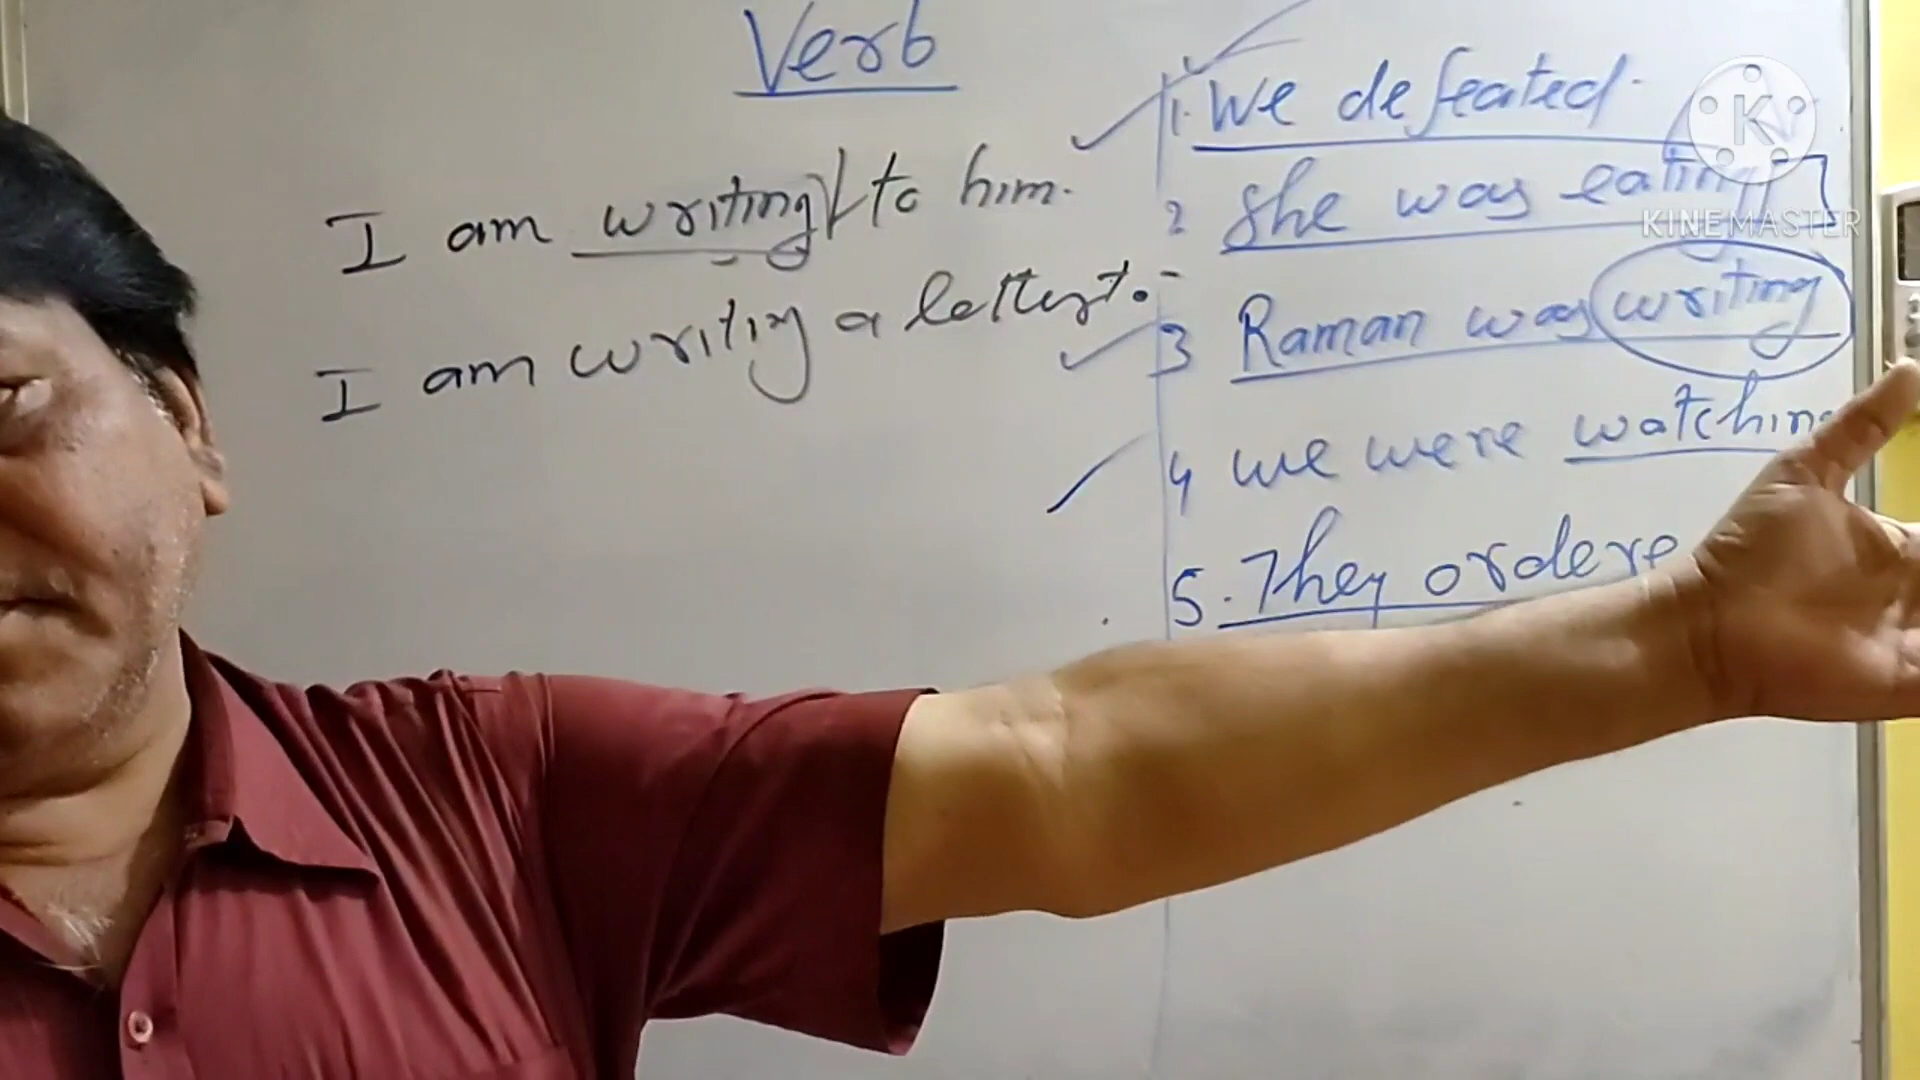 Verb
I am writing to him.
I am writing a letter.
1. We defeated.
2 She was eating
3 Raman was writing
4 we were watching
5. They ordere
K
KINEMASTER